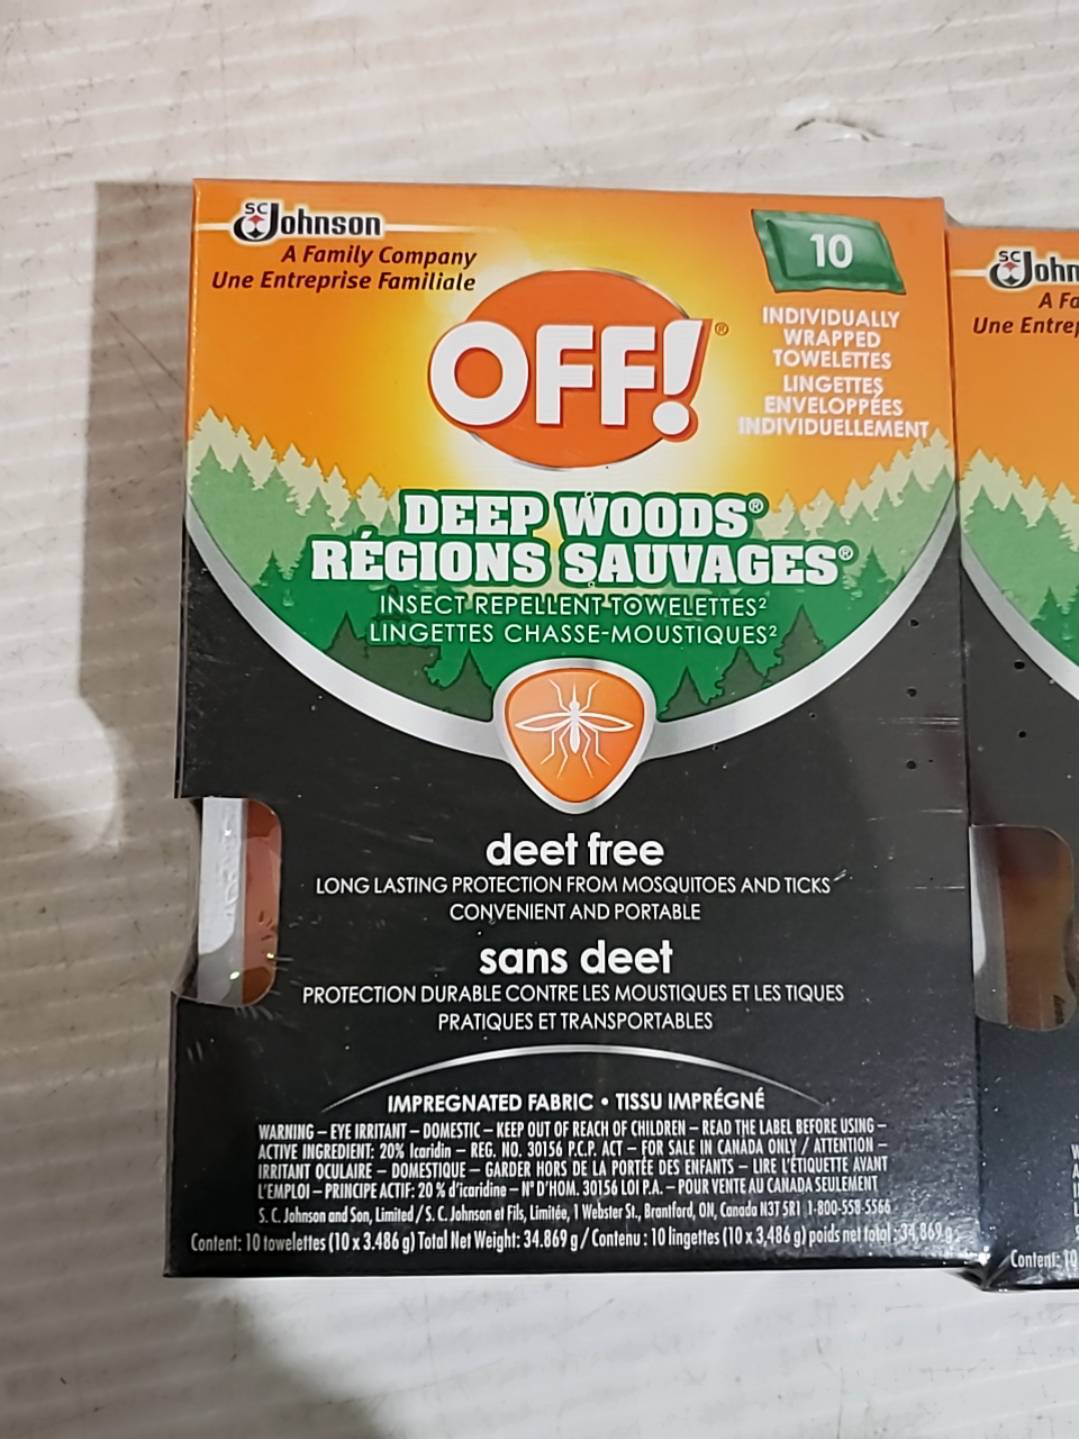 SC Johnson
A Family Company
Une Entreprise Familiale
10
INDIVIDUALLY
WRAPPED
TOWELETTES
LINGETTES
ENVELOPPÉES
INDIVIDUELLEMENT
OFF!®
DEEP WOODS®
RÉGIONS SAUVAGES®
INSECT REPELLENT TOWELETTES²
LINGETTES CHASSE-MOUSTIQUES²
deet free
LONG LASTING PROTECTION FROM MOSQUITOES AND TICKS
CONVENIENT AND PORTABLE
sans deet
PROTECTION DURABLE CONTRE LES MOUSTIQUES ET LES TIQUES
PRATIQUES ET TRANSPORTABLES
IMPREGNATED FABRIC • TISSU IMPRÉGNÉ
WARNING – EYE IRRITANT – DOMESTIC – KEEP OUT OF REACH OF CHILDREN – READ THE LABEL BEFORE USING –
ACTIVE INGREDIENT: 20% Icaridin – REG. NO. 30156 P.C.P. ACT – FOR SALE IN CANADA ONLY / ATTENTION –
IRRITANT OCULAIRE – DOMESTIQUE – GARDER HORS DE LA PORTÉE DES ENFANTS – LIRE L'ÉTIQUETTE AVANT
L'EMPLOI – PRINCIPE ACTIF: 20 % d'icaridine – N° D'HOM. 30156 LOI P.A. – POUR VENTE AU CANADA SEULEMENT
S. C. Johnson and Son, Limited / S. C. Johnson et Fils, Limitée, 1 Webster St., Brantford, ON, Canada N3T 5R1 1-800-558-5566
Content: 10 towelettes (10 x 3.486 g) Total Net Weight: 34.869 g / Contenu : 10 lingettes (10 x 3,486 g) poids net total : 34,869 g
SC John
A Fa
Une Entrep
Content: 10